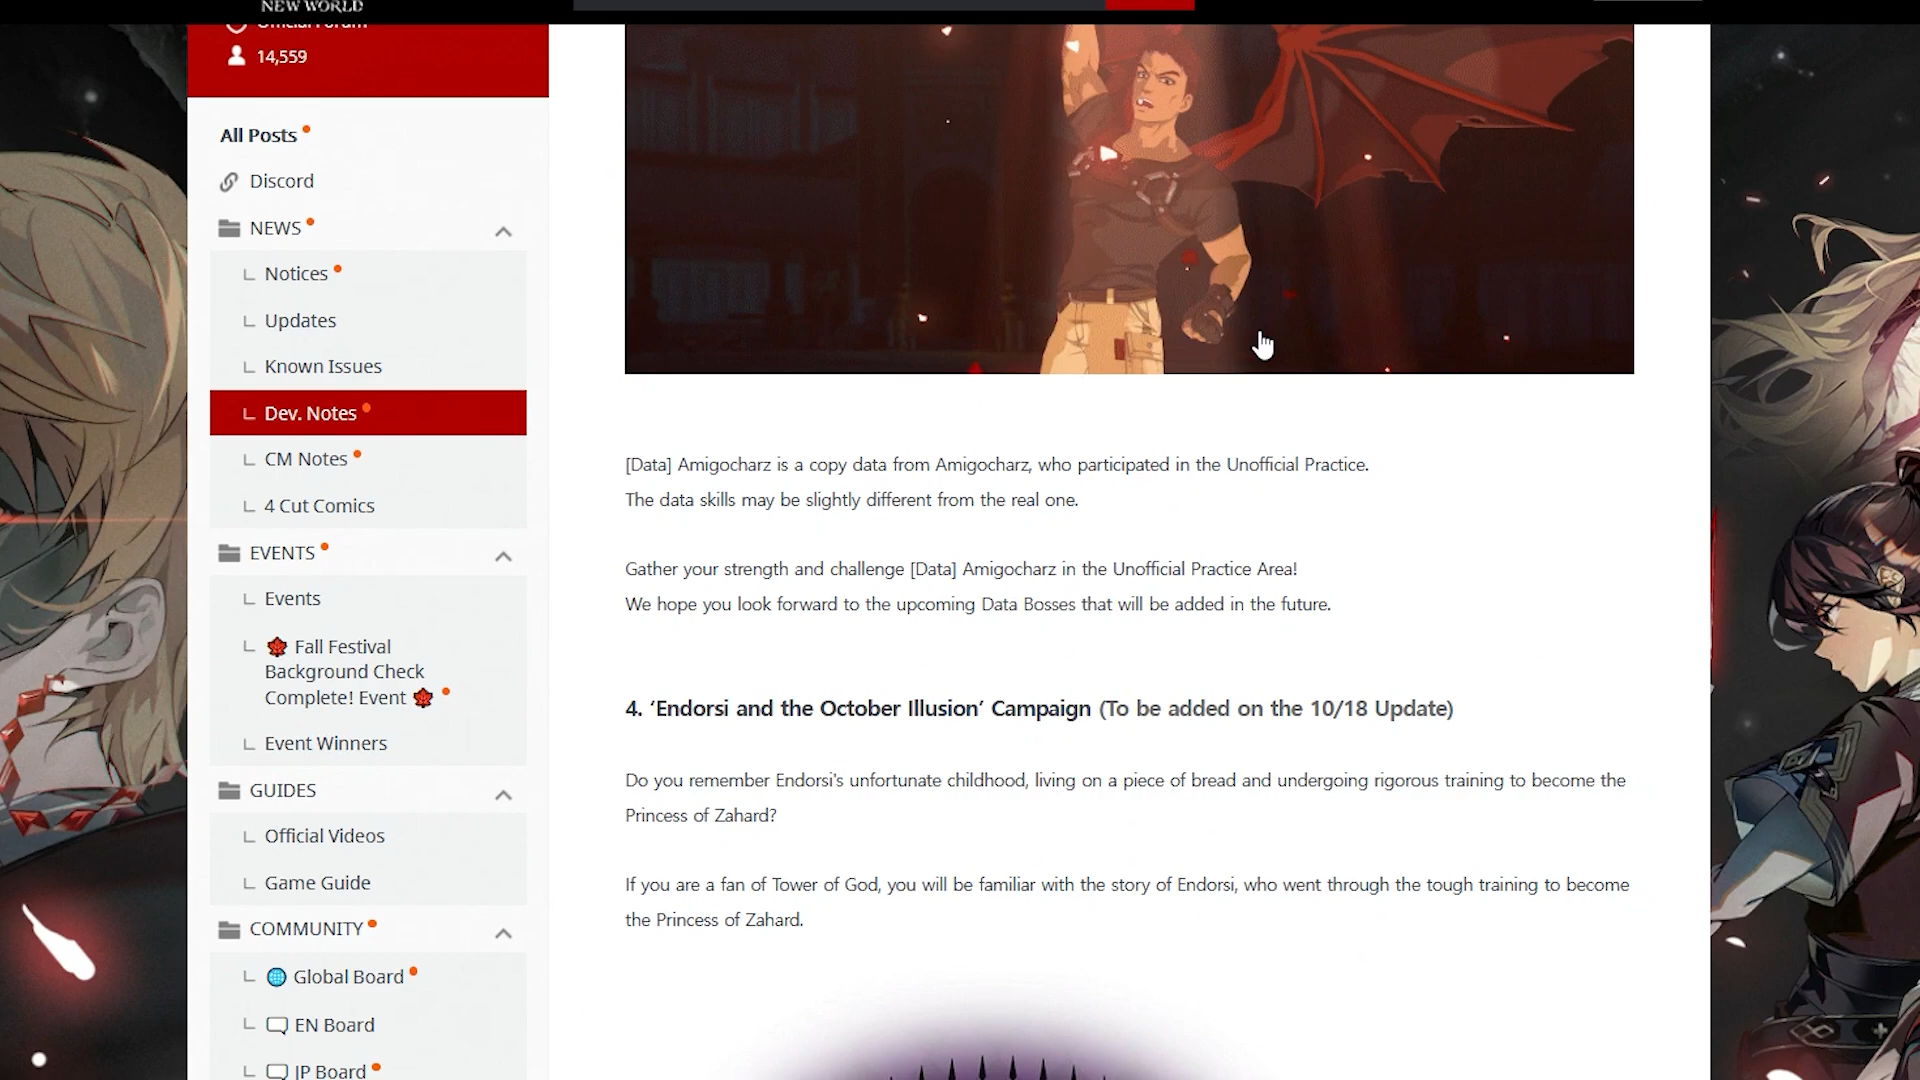 NEW WORLD
Official Forum
14,559
All Posts
Discord
NEWS
Notices
Updates
Known Issues
Dev. Notes
CM Notes
4 Cut Comics
EVENTS
Events
Fall Festival
Background Check
Complete! Event
Event Winners
GUIDES
Official Videos
Game Guide
COMMUNITY
Global Board
EN Board
JP Board
[Data] Amigocharz is a copy data from Amigocharz, who participated in the Unofficial Practice.
The data skills may be slightly different from the real one.
Gather your strength and challenge [Data] Amigocharz in the Unofficial Practice Area!
We hope you look forward to the upcoming Data Bosses that will be added in the future.
4. ‘Endorsi and the October Illusion’ Campaign (To be added on the 10/18 Update)
Do you remember Endorsi's unfortunate childhood, living on a piece of bread and undergoing rigorous training to become the
Princess of Zahard?
If you are a fan of Tower of God, you will be familiar with the story of Endorsi, who went through the tough training to become
the Princess of Zahard.